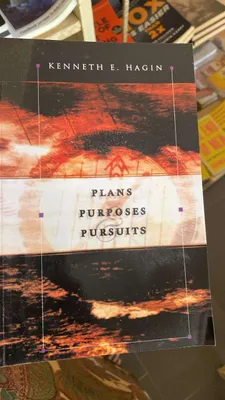 KENNETH E. HAGIN
PLANS
PURPOSES
&
PURSUITS